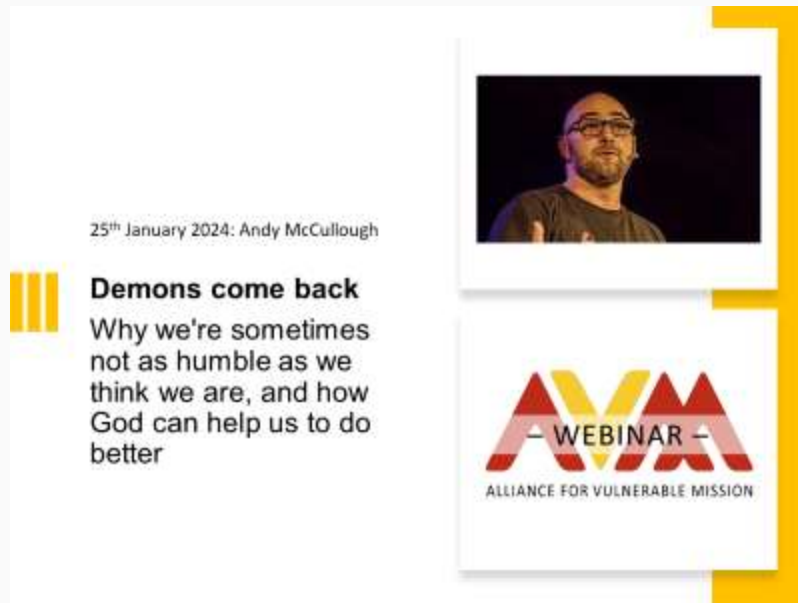 25th January 2024: Andy McCullough
Demons come back
Why we're sometimes
not as humble as we
think we are, and how
God can help us to do
better
AVM
– WEBINAR –
ALLIANCE FOR VULNERABLE MISSION